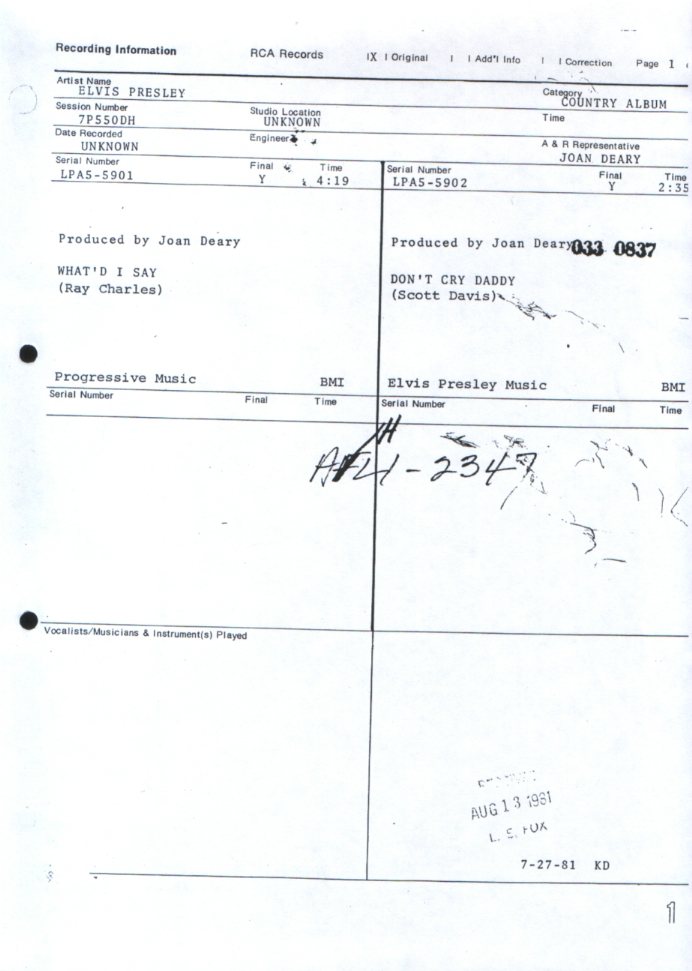 Recording Information RCA Records |X| Original | | Add'l Info | | Correction Page 1
Artist Name Category
ELVIS PRESLEY COUNTRY ALBUM
Session Number Studio Location Time
7P550DH UNKNOWN
Date Recorded Engineer A & R Representative
UNKNOWN JOAN DEARY
Serial Number Final Time Serial Number Final Time
LPA5-5901 Y 4:19 LPA5-5902 Y 2:35
Produced by Joan Deary Produced by Joan Deary 033 0837
WHAT'D I SAY DON'T CRY DADDY
(Ray Charles) (Scott Davis)
Progressive Music BMI Elvis Presley Music BMI
Serial Number Final Time Serial Number Final Time
-2347
Vocalists/Musicians & Instrument(s) Played
AUG 13 1981
L. S. FOX
7-27-81 KD
1